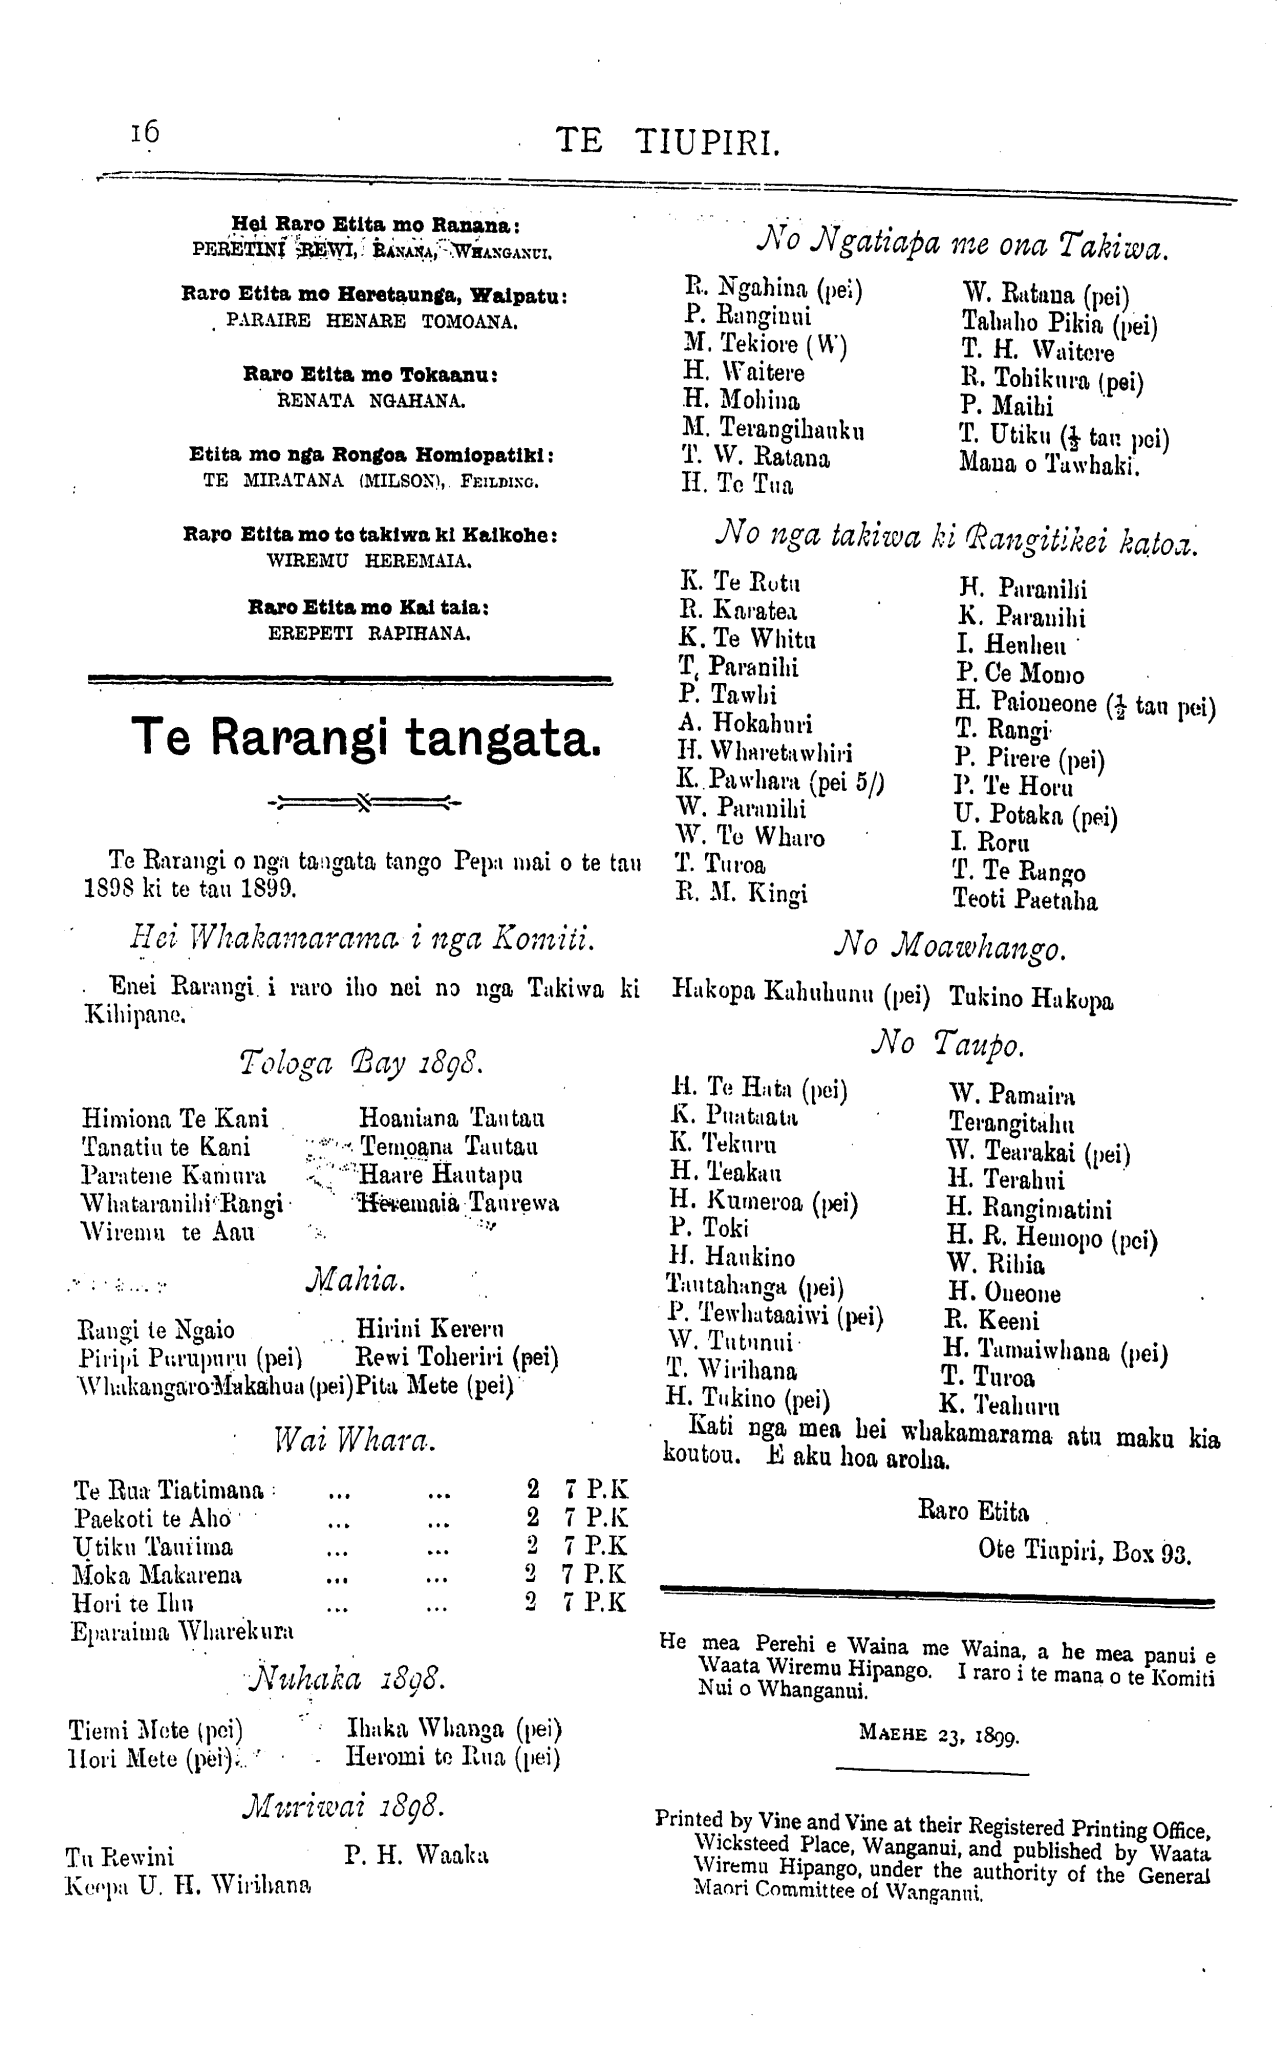 16
TE TIUPIRI.
Hei Raro Etita mo Ranana:
PERETINI REWI, RANANA, WHANGANUI.
Raro Etita mo Heretaunga, Waipatu:
PARAIRE HENARE TOMOANA.
Raro Etita mo Tokaanu:
RENATA NGAHANA.
Etita mo nga Rongoa Homiopatiki:
TE MIRATANA (MILSON), FEILDING.
Raro Etita mo te takiwa ki Kaikohe:
WIREMU HEREMAIA.
Raro Etita mo Kai taia:
EREPETI RAPIHANA.
Te Rarangi tangata.
Te Rarangi o nga tangata tango Pepa mai o te tau
1898 ki te tau 1899.
Hei Whakamarama i nga Komiti.
Enei Rarangi i raro iho nei no nga Takiwa ki
Kihipane.
Tologa Bay 1898.
Himiona Te Kani Hoaniana Tautau
Tanatiu te Kani Temoana Tautau
Paratene Kamura Haare Hautapu
Whataranihi Rangi Heremaia Taurewa
Wiremu te Aau
Mahia.
Rangi te Ngaio Hirini Kereru
Piripi Purupuru (pei) Rewi Toheriri (pei)
Whakangaro Makahua (pei) Pita Mete (pei)
Wai Whara.
Te Rua Tiatimana ... ... 2 7 P.K
Paekoti te Aho ... ... 2 7 P.K
Utiku Tauiima ... ... 2 7 P.K
Moka Makarena ... ... 2 7 P.K
Hori te Ihu ... ... 2 7 P.K
Eparaima Wharekura
Nuhaka 1898.
Tiemi Mete (pei) Ihaka Whanga (pei)
Hori Mete (pei) Heromi te Rua (pei)
Muriwai 1898.
Tu Rewini P. H. Waaka
Keepa U. H. Wirihana
No Ngatiapa me ona Takiwa.
R. Ngahina (pei) W. Ratana (pei)
P. Ranginui Tahaho Pikia (pei)
M. Tekiore (W) T. H. Waitere
H. Waitere R. Tohikura (pei)
H. Mohina P. Maihi
M. Terangihauku T. Utiku (½ tau pei)
T. W. Ratana Mana o Tawhaki.
H. Te Tua
No nga takiwa ki Rangitikei katoa.
K. Te Rotu H. Paranihi
R. Karatea K. Paranihi
K. Te Whitu I. Henheu
T. Paranihi P. Ce Momo
P. Tawhi H. Paioneone (½ tau pei)
A. Hokahuri T. Rangi
H. Wharetawhiri P. Pirere (pei)
K. Pawhara (pei 5/) P. Te Horu
W. Paranihi U. Potaka (pei)
W. Te Wharo I. Roru
T. Turoa T. Te Rango
R. M. Kingi Teoti Paetaha
No Moawhango.
Hakopa Kahuhunu (pei) Tukino Hakopa
No Taupo.
H. Te Hata (pei) W. Pamaira
K. Puataata Terangitahu
K. Tekuru W. Tearakai (pei)
H. Teakau H. Terahui
H. Kumeroa (pei) H. Rangimatini
P. Toki H. R. Hemopo (pei)
H. Haukino W. Rihia
Tautahanga (pei) H. Oneone
P. Tewhataaiwi (pei) R. Keeni
W. Tutunui H. Tamaiwhana (pei)
T. Wirihana T. Turoa
H. Tukino (pei) K. Teahuru
Kati nga mea hei whakamarama atu maku kia
koutou. E aku hoa aroha.
Raro Etita
Ote Tiupiri, Box 93.
He mea Perehi e Waina me Waina, a he mea panui e
Waata Wiremu Hipango. I raro i te mana o te Komiti
Nui o Whanganui.
MAEHE 23, 1899.
Printed by Vine and Vine at their Registered Printing Office,
Wicksteed Place, Wanganui, and published by Waata
Wiremu Hipango, under the authority of the General
Maori Committee of Wanganui.